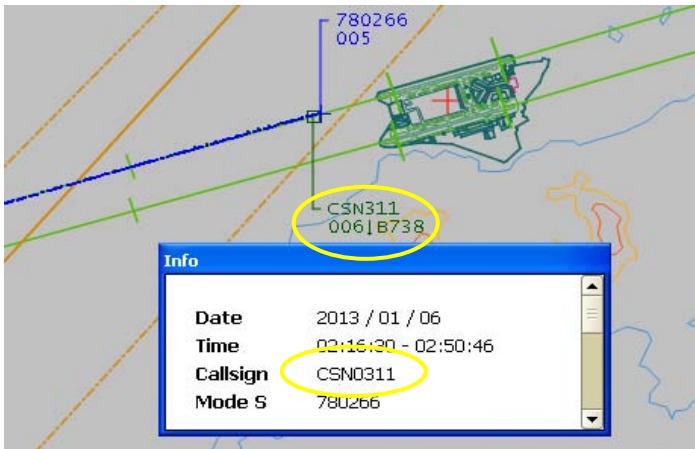 780266
005
CSN311
006↓B738
Info
Date 2013 / 01 / 06
Time 02:16:30 - 02:50:46
Callsign CSN0311
Mode S 780266